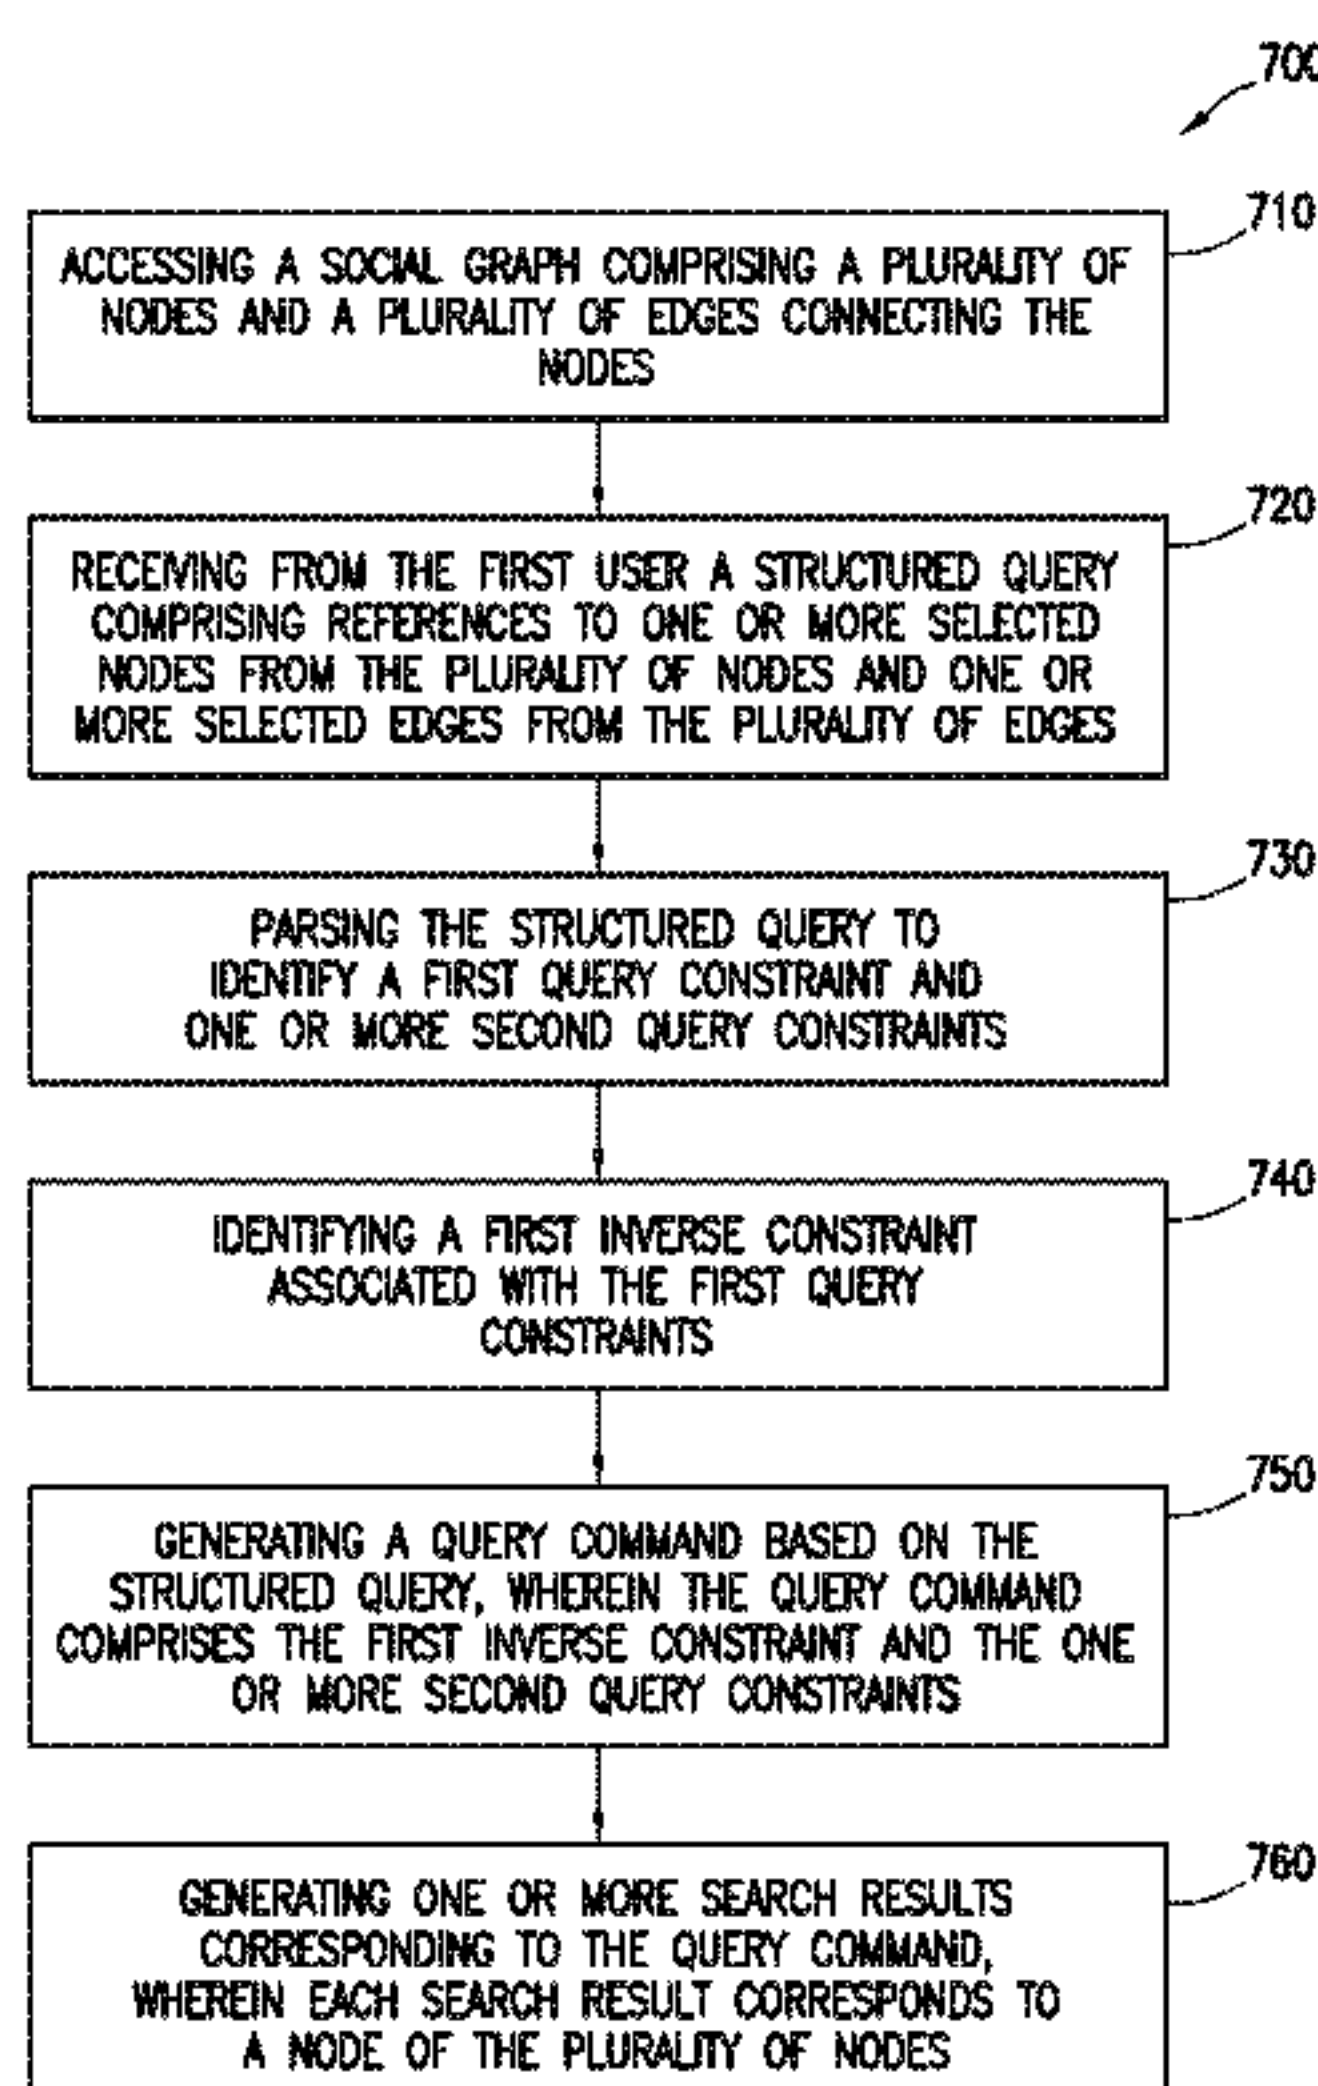 700
710
ACCESSING A SOCIAL GRAPH COMPRISING A PLURALITY OF
NODES AND A PLURALITY OF EDGES CONNECTING THE
NODES
720
RECEIVING FROM THE FIRST USER A STRUCTURED QUERY
COMPRISING REFERENCES TO ONE OR MORE SELECTED
NODES FROM THE PLURALITY OF NODES AND ONE OR
MORE SELECTED EDGES FROM THE PLURALITY OF EDGES
730
PARSING THE STRUCTURED QUERY TO
IDENTIFY A FIRST QUERY CONSTRAINT AND
ONE OR MORE SECOND QUERY CONSTRAINTS
740
IDENTIFYING A FIRST INVERSE CONSTRAINT
ASSOCIATED WITH THE FIRST QUERY
CONSTRAINTS
750
GENERATING A QUERY COMMAND BASED ON THE
STRUCTURED QUERY, WHEREIN THE QUERY COMMAND
COMPRISES THE FIRST INVERSE CONSTRAINT AND THE ONE
OR MORE SECOND QUERY CONSTRAINTS
760
GENERATING ONE OR MORE SEARCH RESULTS
CORRESPONDING TO THE QUERY COMMAND,
WHEREIN EACH SEARCH RESULT CORRESPONDS TO
A NODE OF THE PLURALITY OF NODES